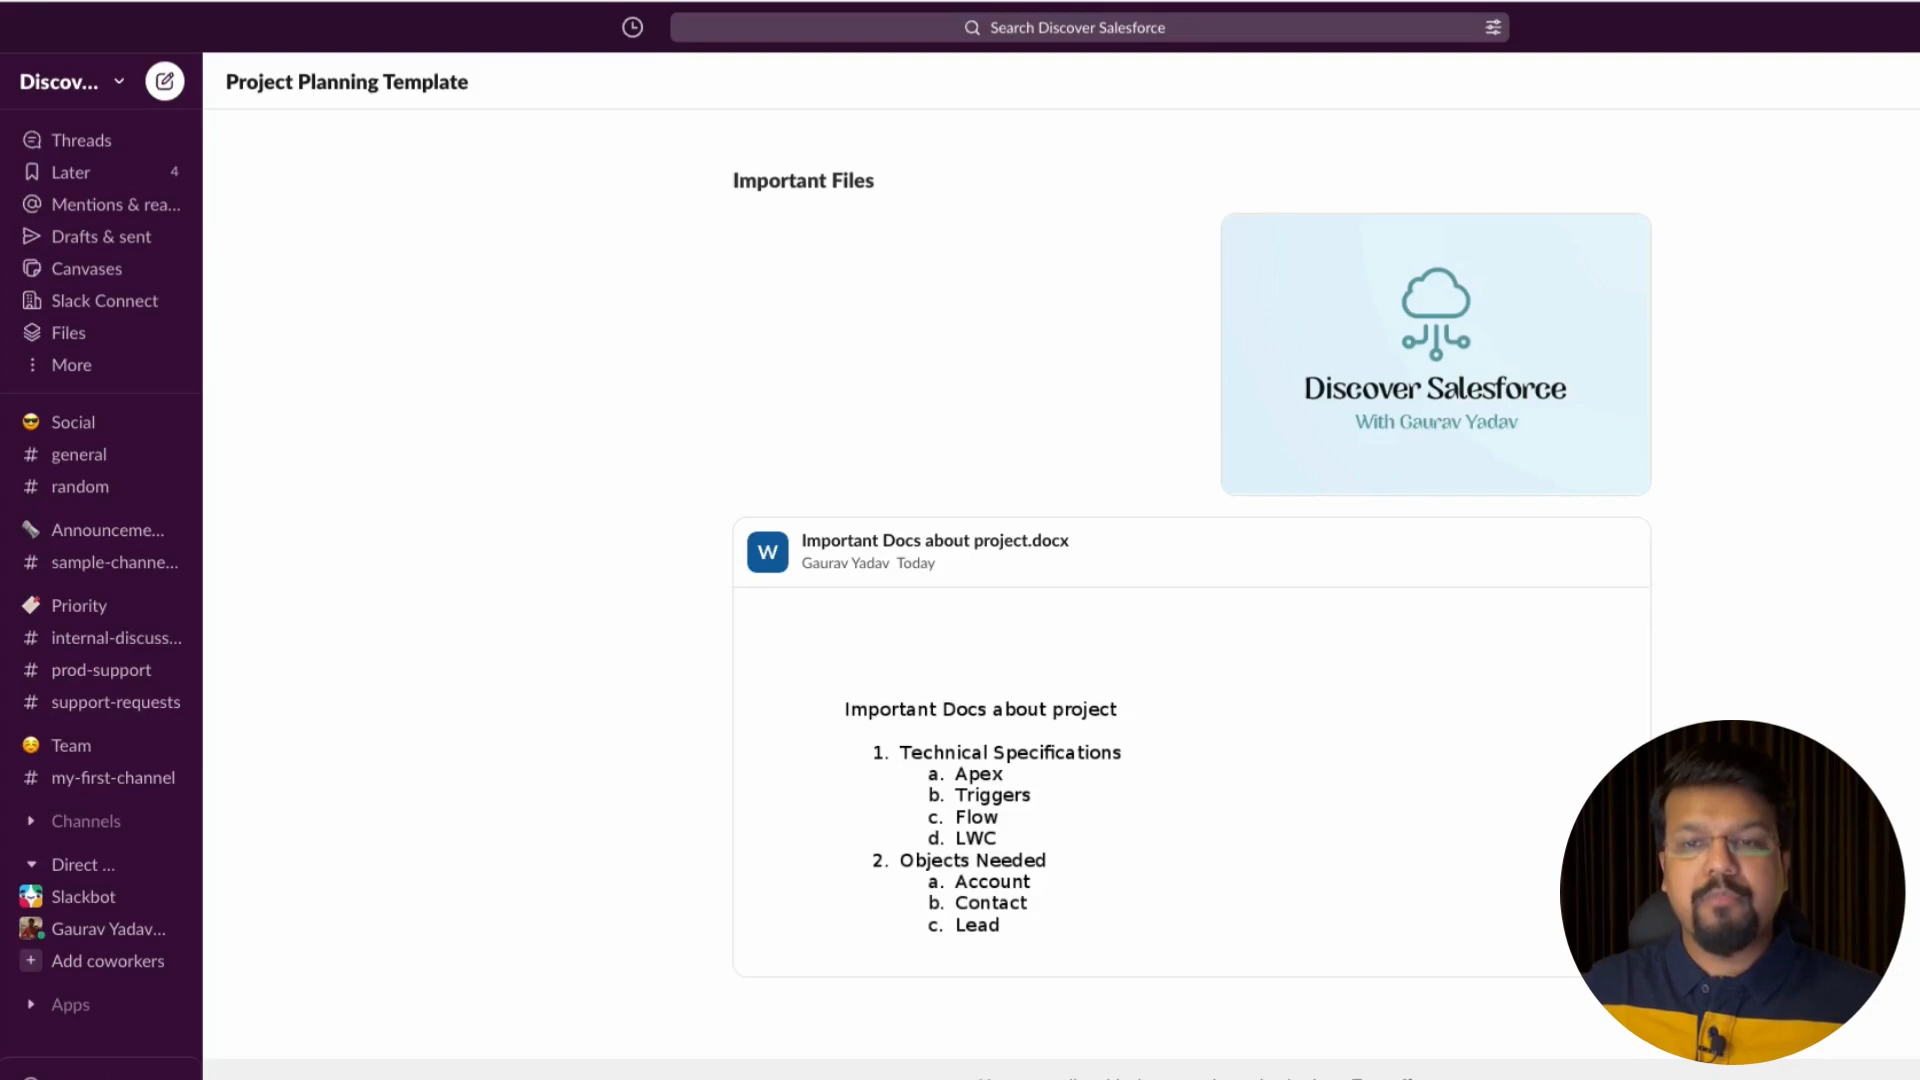 Search Discover Salesforce
Discov...
Project Planning Template
Threads
Later 4
Mentions & rea...
Drafts & sent
Canvases
Slack Connect
Files
More
Social
# general
# random
Announceme...
# sample-channe...
Priority
# internal-discuss...
# prod-support
# support-requests
Team
# my-first-channel
Channels
Direct ...
Slackbot
Gaurav Yadav...
+ Add coworkers
Apps
Important Files
Discover Salesforce
With Gaurav Yadav
W
Important Docs about project.docx
Gaurav Yadav Today
Important Docs about project
1. Technical Specifications
a. Apex
b. Triggers
c. Flow
d. LWC
2. Objects Needed
a. Account
b. Contact
c. Lead